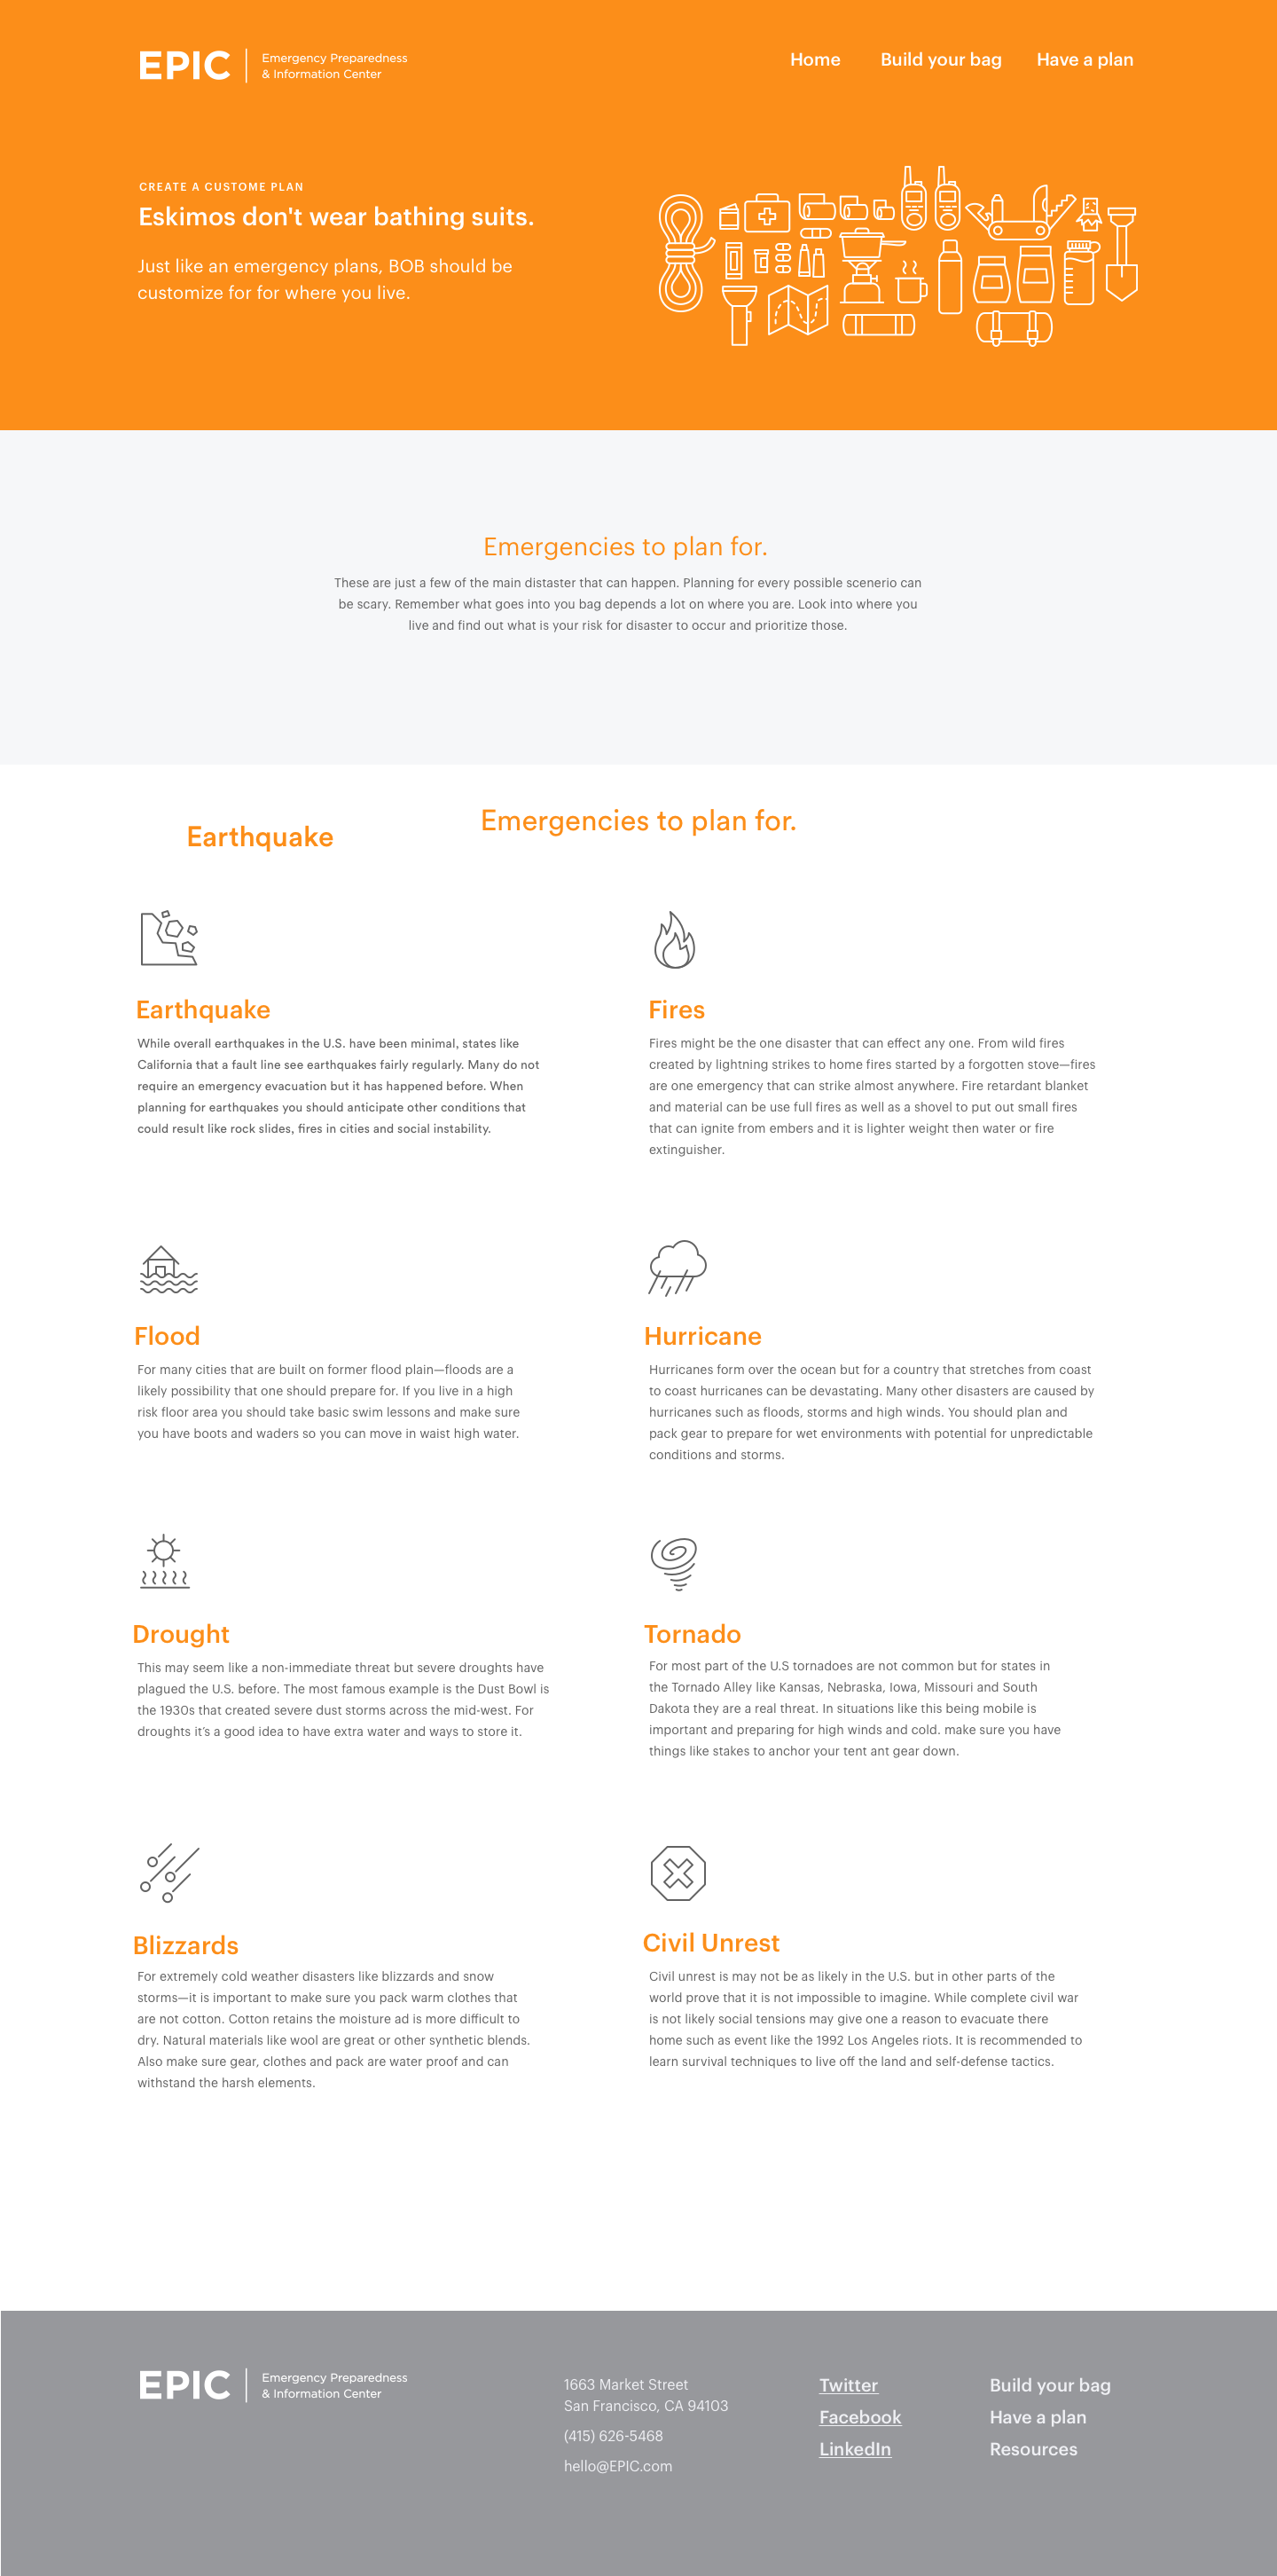 EPIC
Emergency Preparedness
& Information Center
Home
Build your bag
Have a plan
CREATE A CUSTOME PLAN
Eskimos don't wear bathing suits.
Just like an emergency plans, BOB should be
customize for for where you live.
Emergencies to plan for.
These are just a few of the main distaster that can happen. Planning for every possible scenerio can
be scary. Remember what goes into you bag depends a lot on where you are. Look into where you
live and find out what is your risk for disaster to occur and prioritize those.
Emergencies to plan for.
Earthquake
Earthquake
While overall earthquakes in the U.S. have been minimal, states like
California that a fault line see earthquakes fairly regularly. Many do not
require an emergency evacuation but it has happened before. When
planning for earthquakes you should anticipate other conditions that
could result like rock slides, fires in cities and social instability.
Fires
Fires might be the one disaster that can effect any one. From wild fires
created by lightning strikes to home fires started by a forgotten stove—fires
are one emergency that can strike almost anywhere. Fire retardant blanket
and material can be use full fires as well as a shovel to put out small fires
that can ignite from embers and it is lighter weight then water or fire
extinguisher.
Flood
For many cities that are built on former flood plain—floods are a
likely possibility that one should prepare for. If you live in a high
risk floor area you should take basic swim lessons and make sure
you have boots and waders so you can move in waist high water.
Hurricane
Hurricanes form over the ocean but for a country that stretches from coast
to coast hurricanes can be devastating. Many other disasters are caused by
hurricanes such as floods, storms and high winds. You should plan and
pack gear to prepare for wet environments with potential for unpredictable
conditions and storms.
Drought
This may seem like a non-immediate threat but severe droughts have
plagued the U.S. before. The most famous example is the Dust Bowl is
the 1930s that created severe dust storms across the mid-west. For
droughts it’s a good idea to have extra water and ways to store it.
Tornado
For most part of the U.S tornadoes are not common but for states in
the Tornado Alley like Kansas, Nebraska, Iowa, Missouri and South
Dakota they are a real threat. In situations like this being mobile is
important and preparing for high winds and cold. make sure you have
things like stakes to anchor your tent ant gear down.
Blizzards
For extremely cold weather disasters like blizzards and snow
storms—it is important to make sure you pack warm clothes that
are not cotton. Cotton retains the moisture ad is more difficult to
dry. Natural materials like wool are great or other synthetic blends.
Also make sure gear, clothes and pack are water proof and can
withstand the harsh elements.
Civil Unrest
Civil unrest is may not be as likely in the U.S. but in other parts of the
world prove that it is not impossible to imagine. While complete civil war
is not likely social tensions may give one a reason to evacuate there
home such as event like the 1992 Los Angeles riots. It is recommended to
learn survival techniques to live off the land and self-defense tactics.
EPIC
Emergency Preparedness
& Information Center
1663 Market Street
San Francisco, CA 94103
(415) 626-5468
hello@EPIC.com
Twitter
Facebook
LinkedIn
Build your bag
Have a plan
Resources